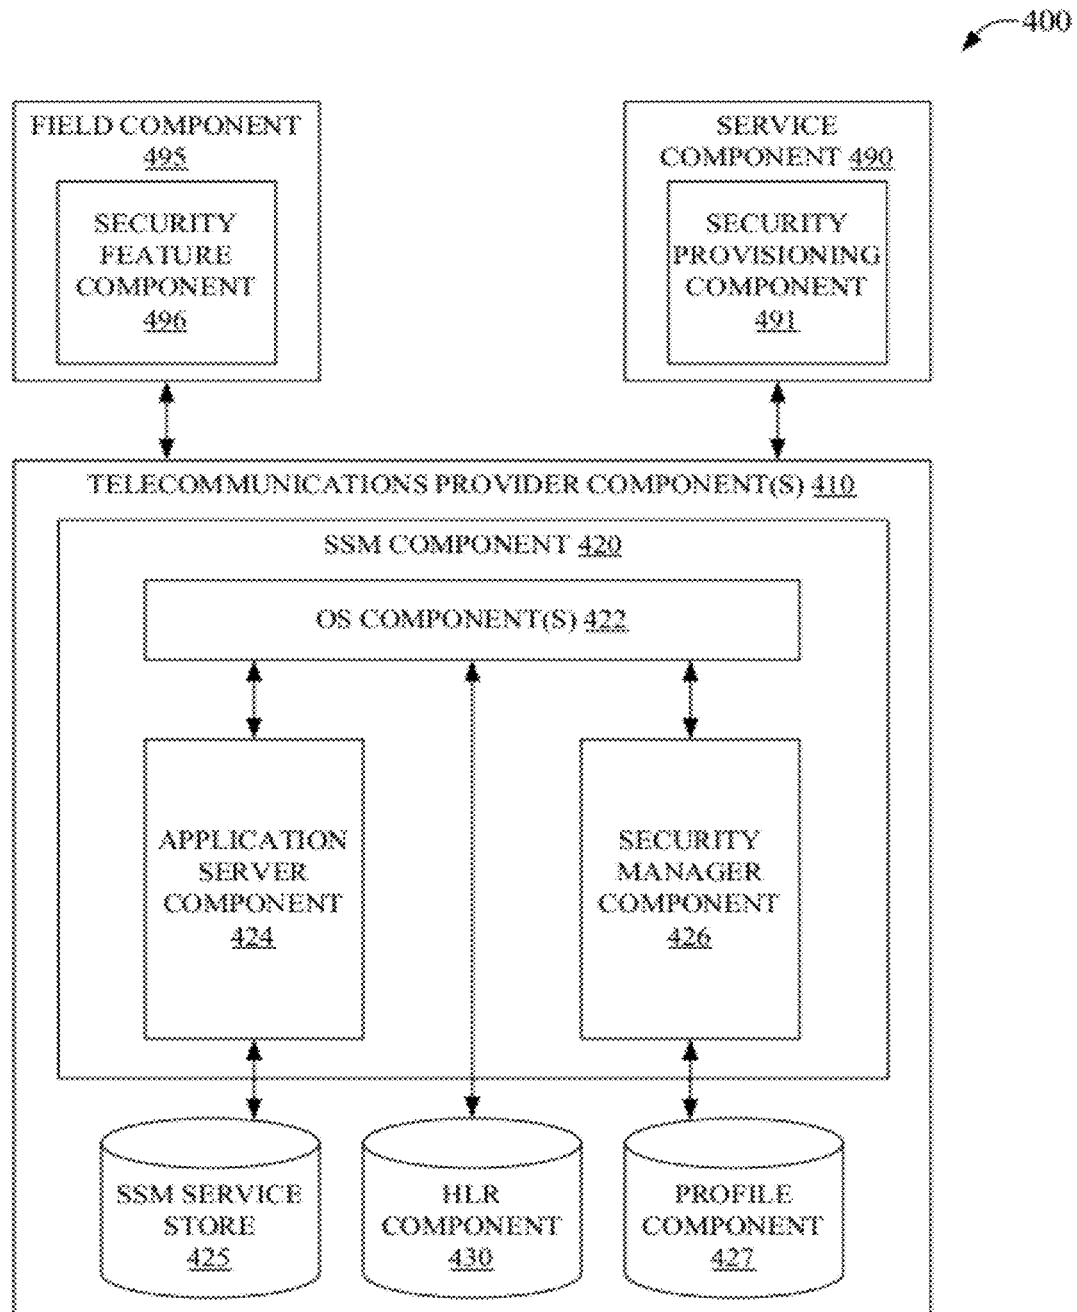 400
FIELD COMPONENT
495
SECURITY
FEATURE
COMPONENT
496
SERVICE
COMPONENT 490
SECURITY
PROVISIONING
COMPONENT
491
TELECOMMUNICATIONS PROVIDER COMPONENT(S) 410
SSM COMPONENT 420
OS COMPONENT(S) 422
APPLICATION
SERVER
COMPONENT
424
SECURITY
MANAGER
COMPONENT
426
SSM SERVICE
STORE
425
HLR
COMPONENT
430
PROFILE
COMPONENT
427